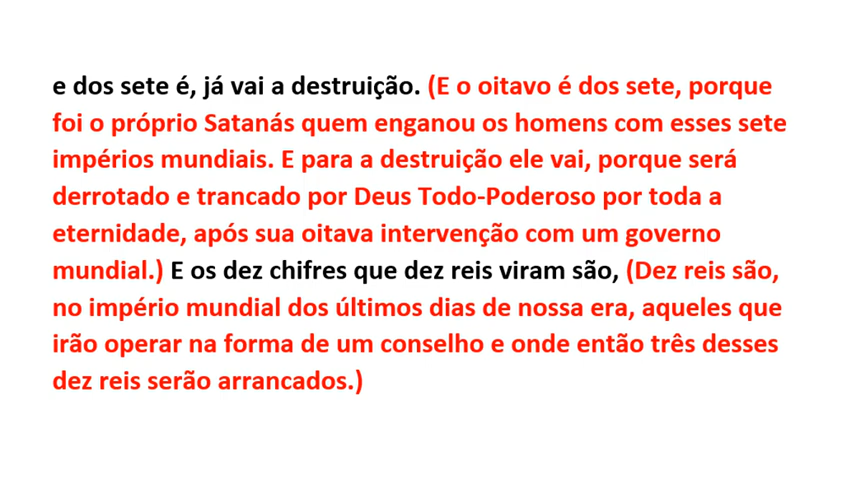 e dos sete é, já vai a destruição. (E o oitavo é dos sete, porque
foi o próprio Satanás quem enganou os homens com esses sete
impérios mundiais. E para a destruição ele vai, porque será
derrotado e trancado por Deus Todo-Poderoso por toda a
eternidade, após sua oitava intervenção com um governo
mundial.) E os dez chifres que dez reis viram são, (Dez reis são,
no império mundial dos últimos dias de nossa era, aqueles que
irão operar na forma de um conselho e onde então três desses
dez reis serão arrancados.)